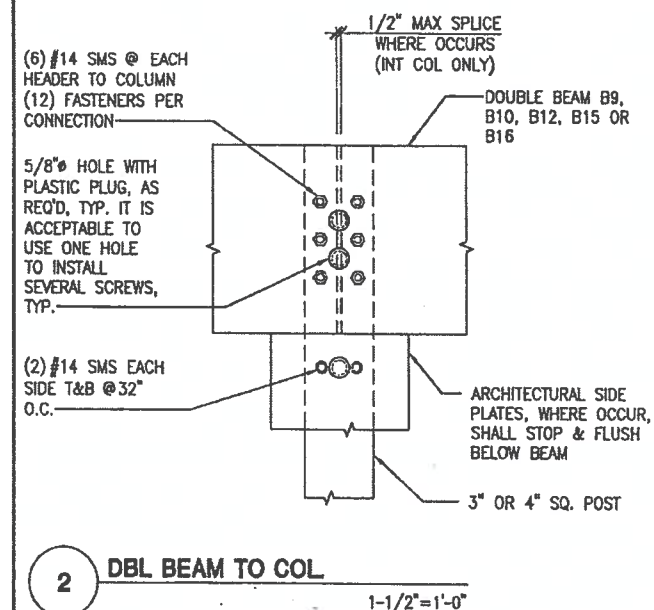 1/2" MAX SPLICE
WHERE OCCURS
(INT COL ONLY)
(6) #14 SMS @ EACH
HEADER TO COLUMN
(12) FASTENERS PER
CONNECTION
DOUBLE BEAM B9,
B10, B12, B15 OR
B16
5/8"ø HOLE WITH
PLASTIC PLUG, AS
REQ'D, TYP. IT IS
ACCEPTABLE TO
USE ONE HOLE
TO INSTALL
SEVERAL SCREWS,
TYP.
(2) #14 SMS EACH
SIDE T&B @32"
O.C.
ARCHITECTURAL SIDE
PLATES, WHERE OCCUR,
SHALL STOP & FLUSH
BELOW BEAM
3" OR 4" SQ. POST
2 DBL BEAM TO COL
1-1/2"=1'-0"